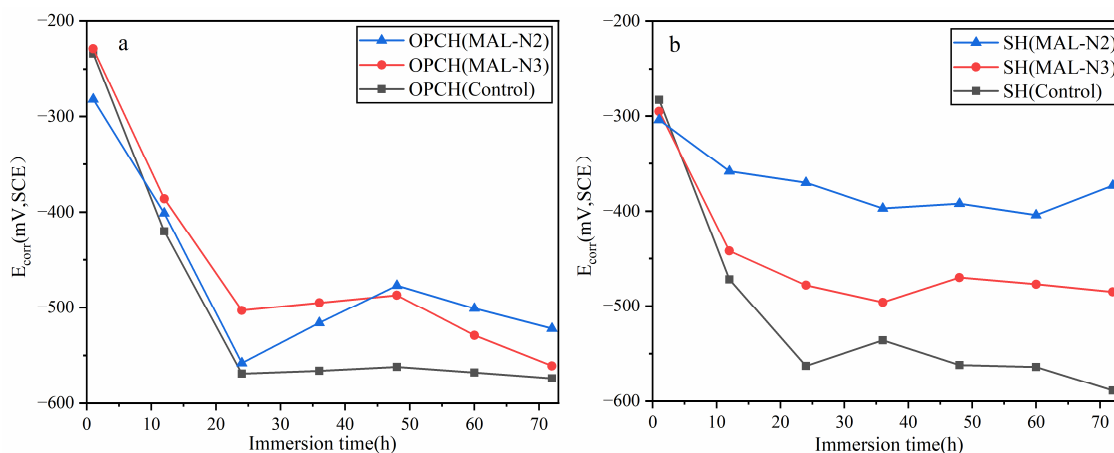 a
OPCH(MAL-N2)
OPCH(MAL-N3)
OPCH(Control)
−200
−300
−400
−500
−600
E_corr(mV,SCE）
0 10 20 30 40 50 60 70
Immersion time(h)
b
SH(MAL-N2)
SH(MAL-N3)
SH(Control)
−200
−300
−400
−500
−600
E_corr(mV,SCE)
0 10 20 30 40 50 60 70
Immersion time(h)